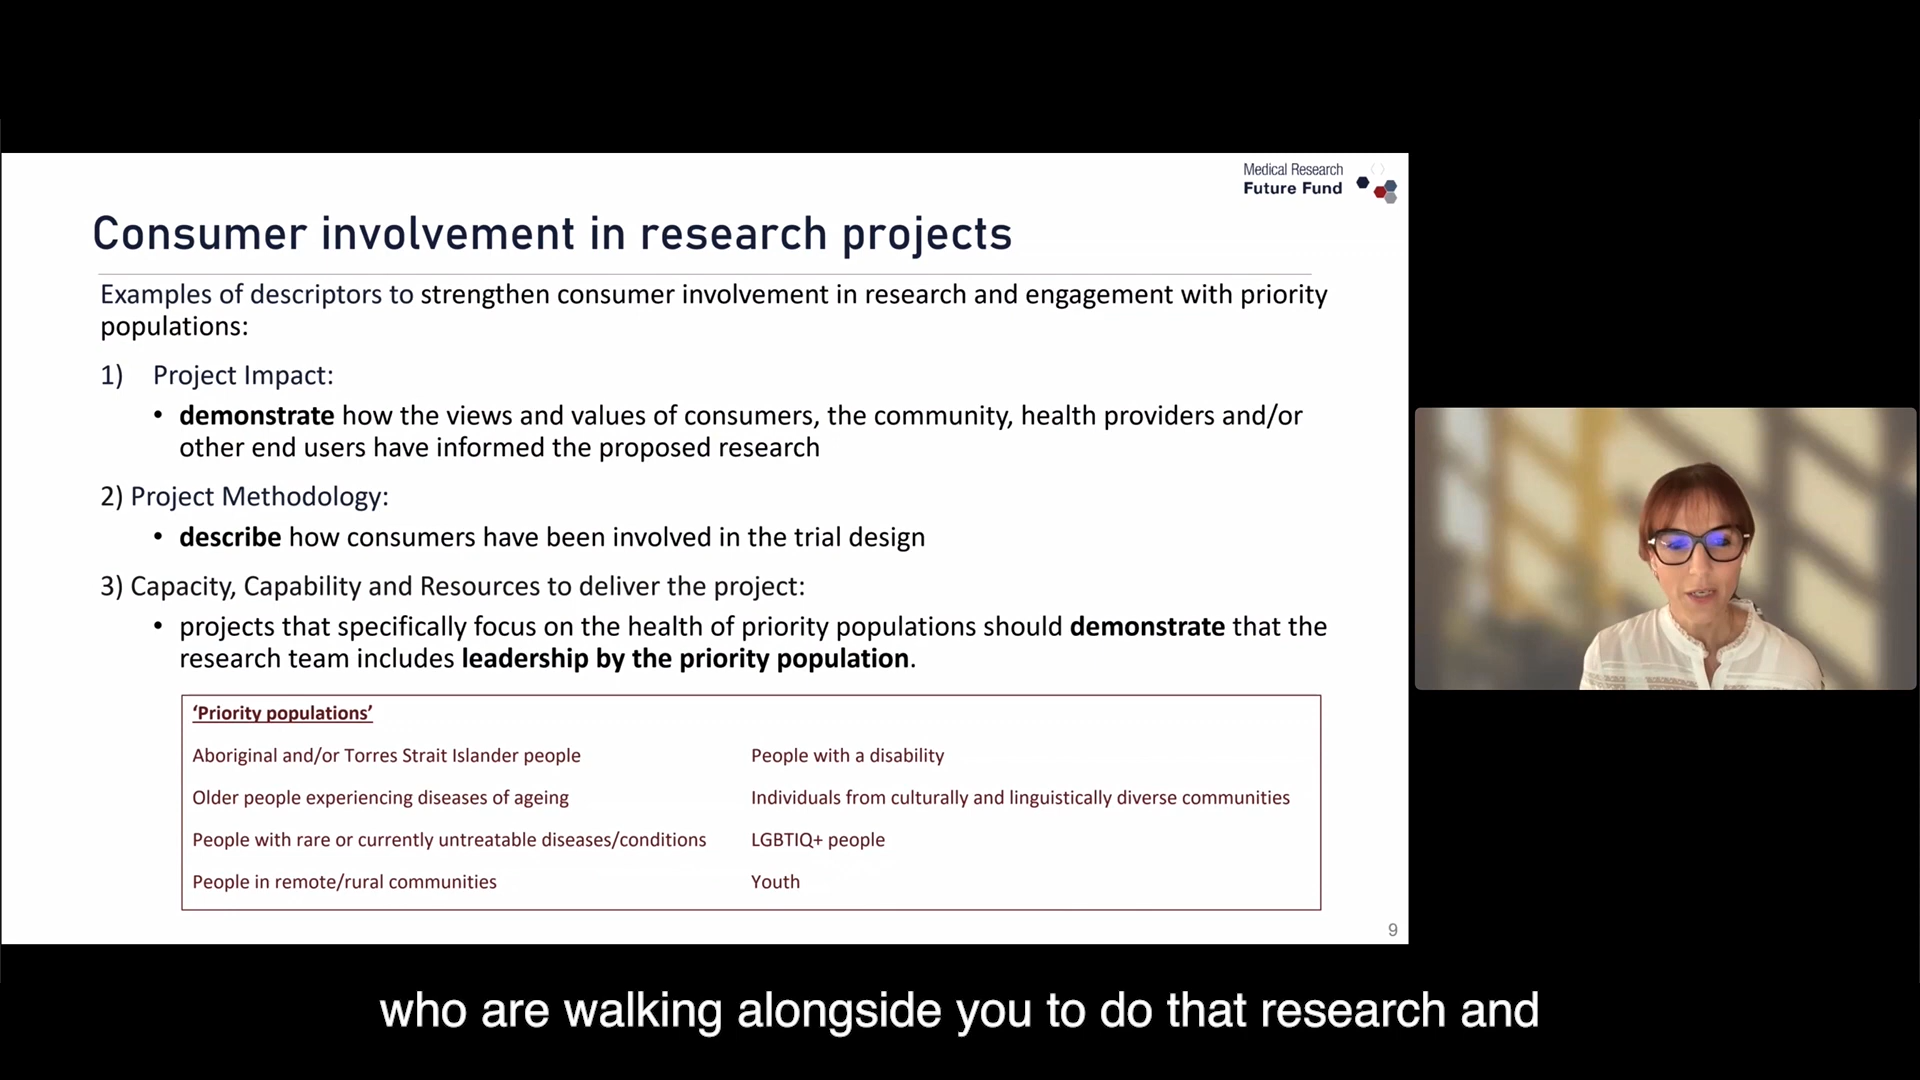 Medical Research
Future Fund
Consumer involvement in research projects
Examples of descriptors to strengthen consumer involvement in research and engagement with priority
populations:
1) Project Impact:
• demonstrate how the views and values of consumers, the community, health providers and/or
other end users have informed the proposed research
2) Project Methodology:
• describe how consumers have been involved in the trial design
3) Capacity, Capability and Resources to deliver the project:
• projects that specifically focus on the health of priority populations should demonstrate that the
research team includes leadership by the priority population.
‘Priority populations’
Aboriginal and/or Torres Strait Islander people
People with a disability
Older people experiencing diseases of ageing
Individuals from culturally and linguistically diverse communities
People with rare or currently untreatable diseases/conditions
LGBTIQ+ people
People in remote/rural communities
Youth
9
who are walking alongside you to do that research and